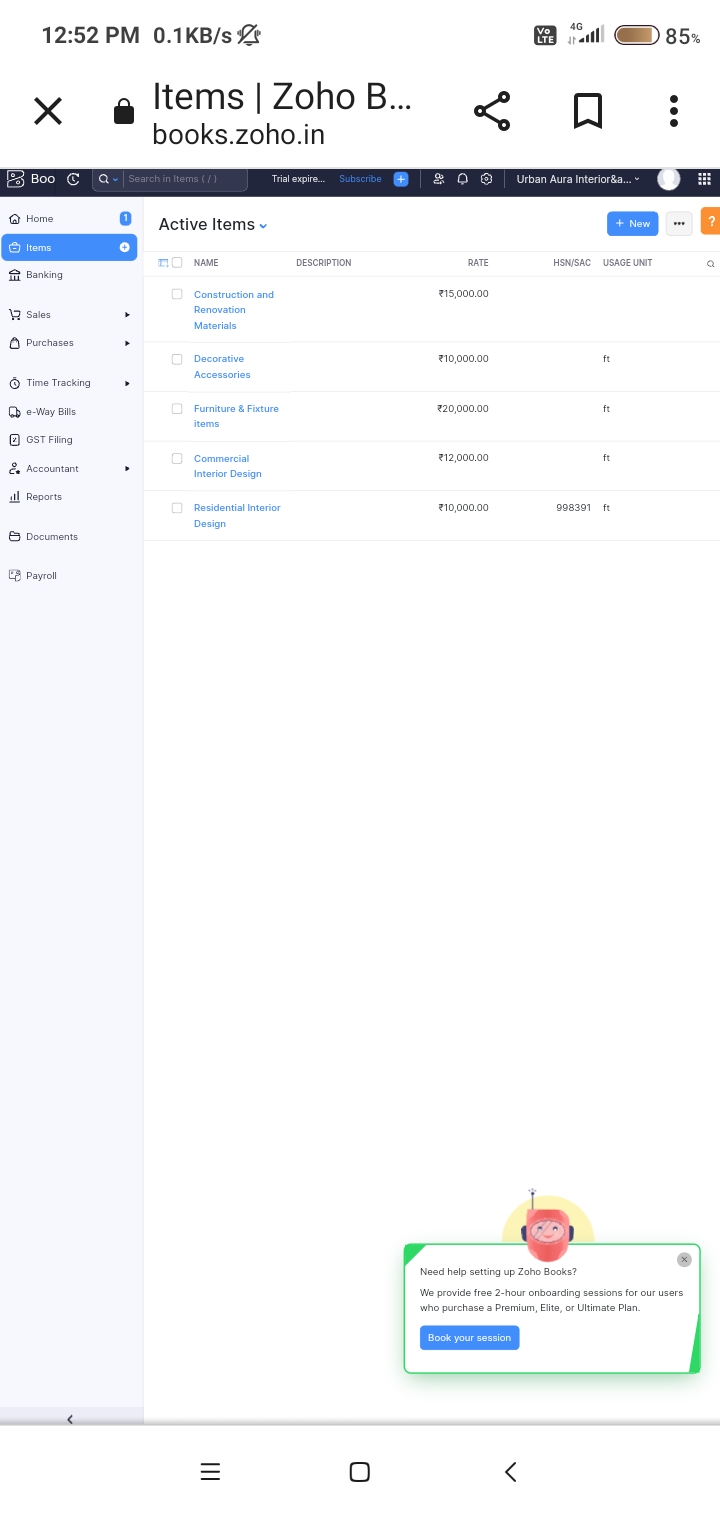 12:52 PM 0.1KB/s Vo LTE 4G 85%
Items | Zoho B...
books.zoho.in
Boo Search in Items ( / ) Trial expire... Subscribe Urban Aura Interior&a...
Home 1
Items
Banking
Sales
Purchases
Time Tracking
e-Way Bills
GST Filing
Accountant
Reports
Documents
Payroll
Active Items + New ... ?
NAME DESCRIPTION RATE HSN/SAC USAGE UNIT
Construction and ₹15,000.00
Renovation
Materials
Decorative ₹10,000.00 ft
Accessories
Furniture & Fixture ₹20,000.00 ft
items
Commercial ₹12,000.00 ft
Interior Design
Residential Interior ₹10,000.00 998391 ft
Design
Need help setting up Zoho Books?
We provide free 2-hour onboarding sessions for our users
who purchase a Premium, Elite, or Ultimate Plan.
Book your session